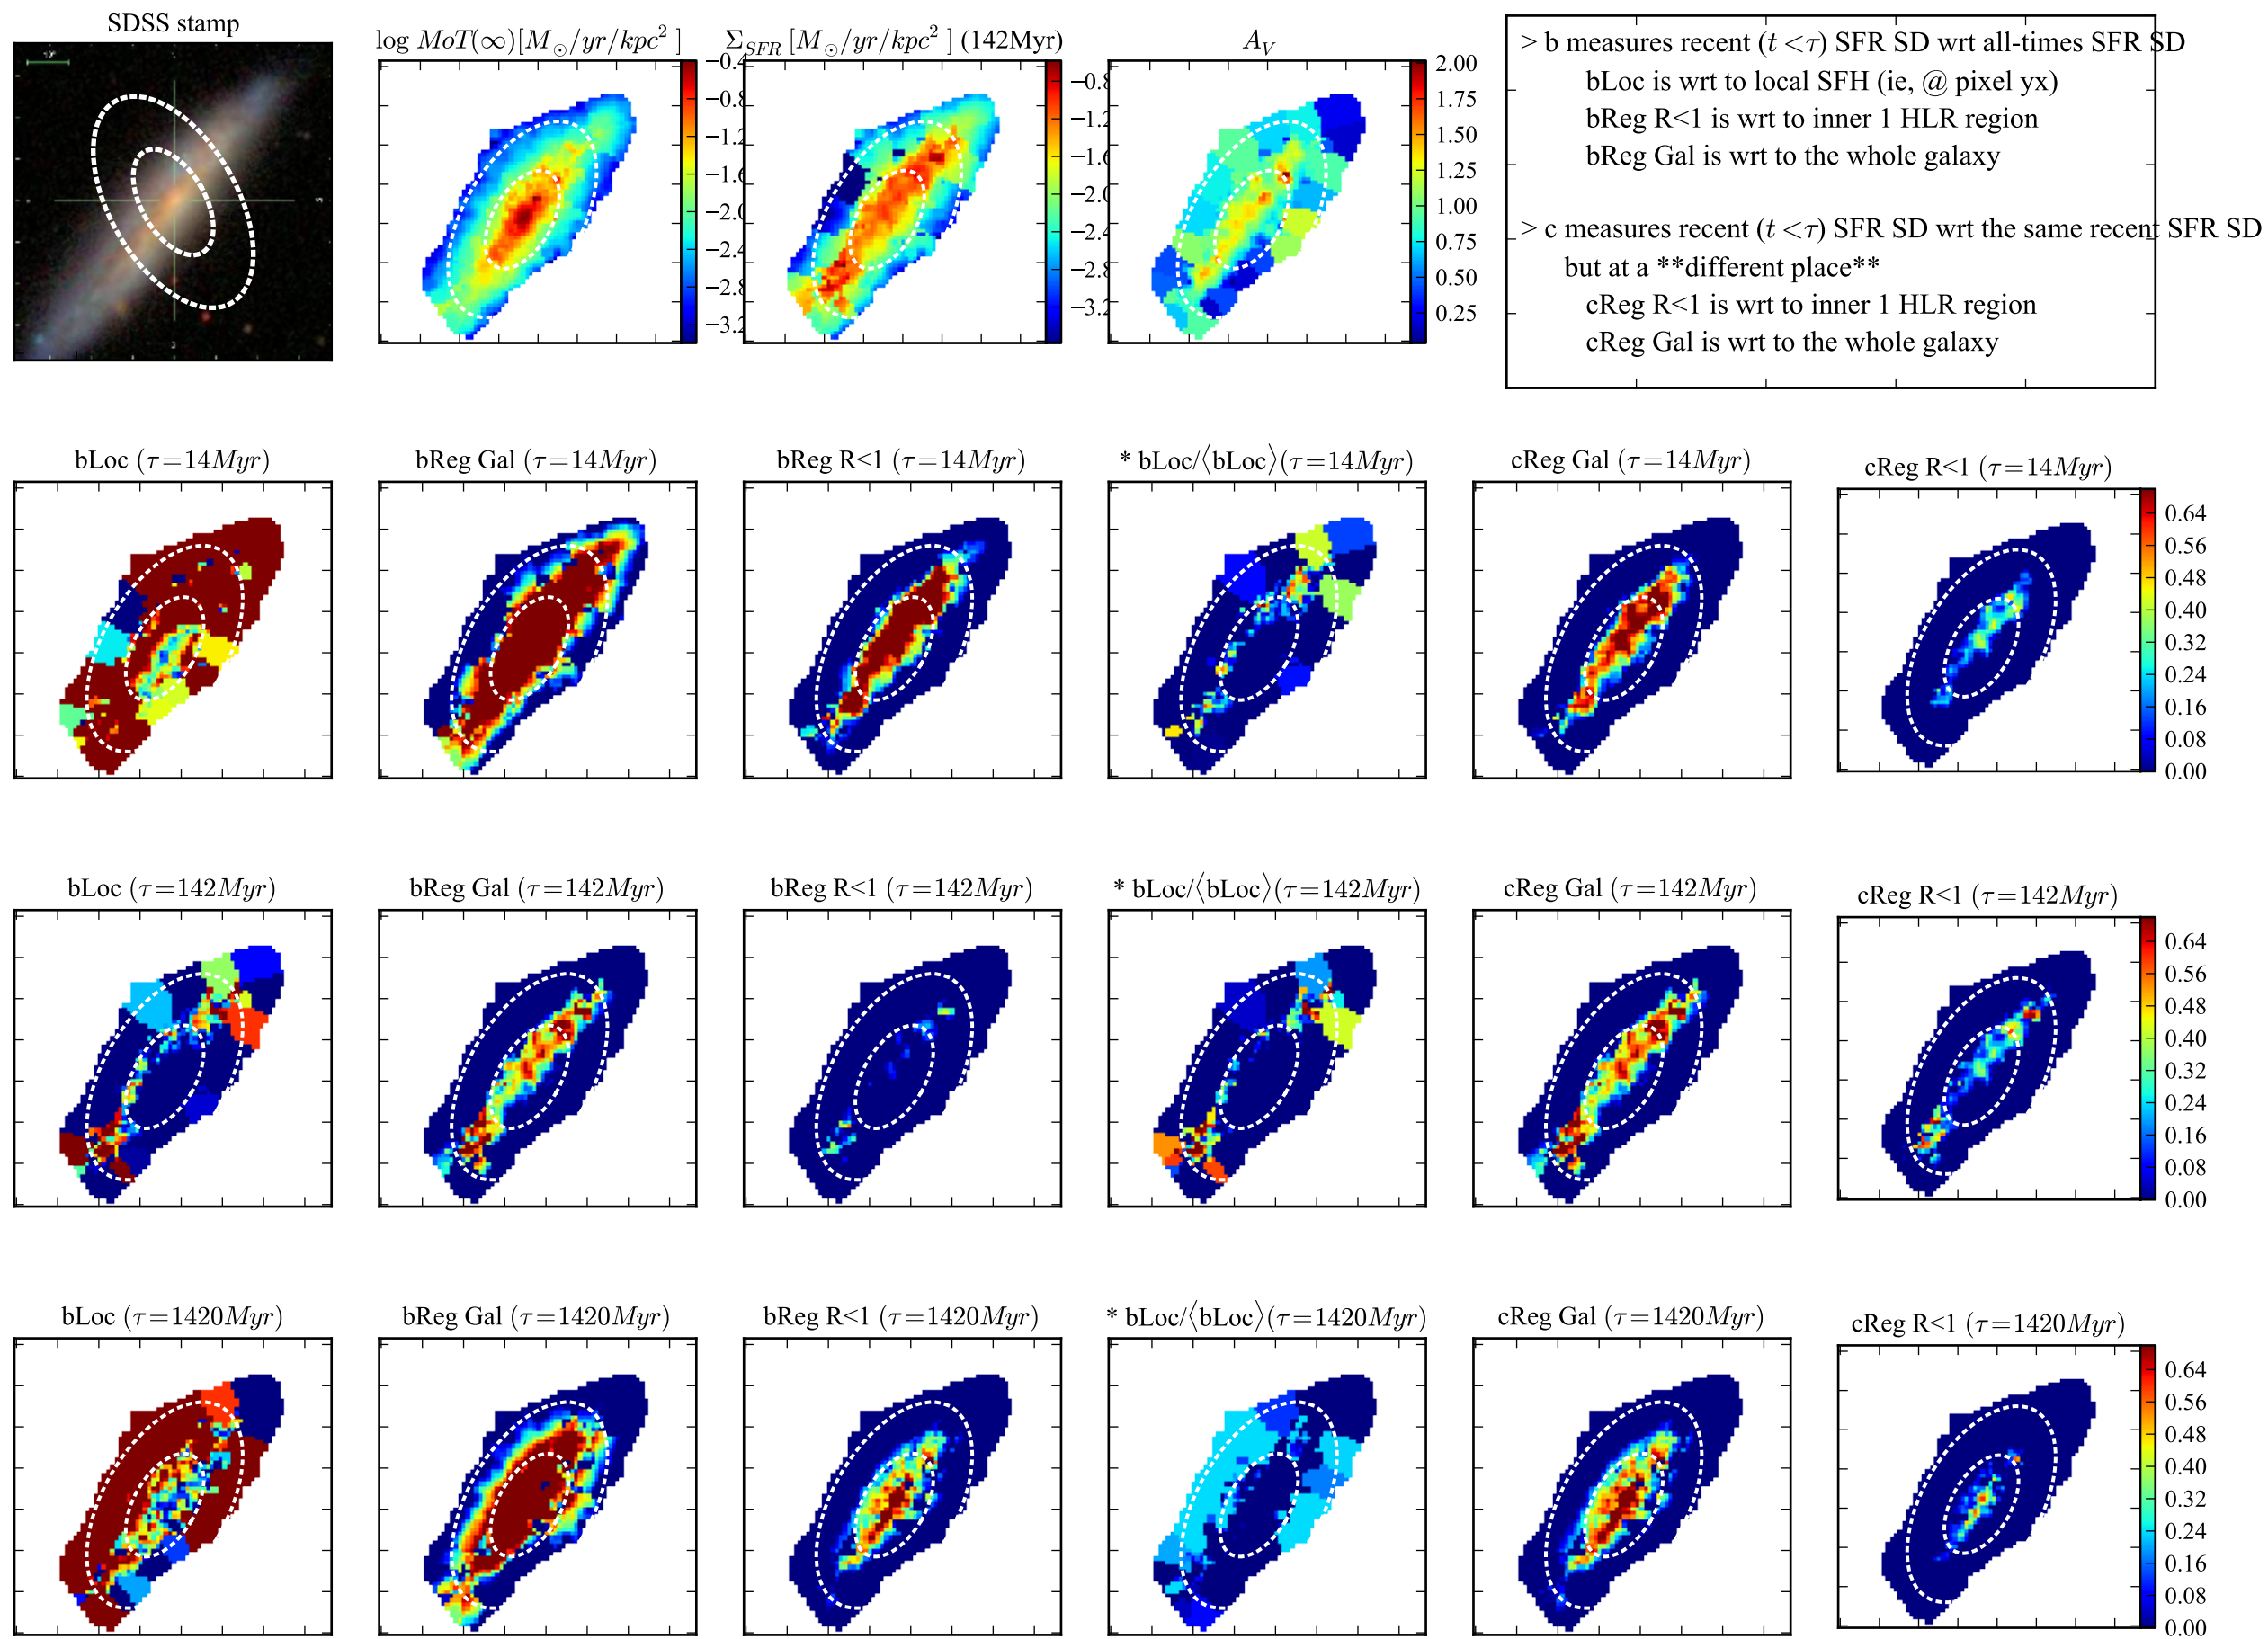 SDSS stamp
log MoT(∞)[M⊙/yr/kpc² ]
Σ_SFR [M⊙/yr/kpc² ] (142Myr)
A_V
−0.4
−0.8
−1.2
−1.6
−2.0
−2.4
−2.8
−3.2
−0.8
−1.2
−1.6
−2.0
−2.4
−2.8
−3.2
2.00
1.75
1.50
1.25
1.00
0.75
0.50
0.25
> b measures recent (t<τ) SFR SD wrt all-times SFR SD
bLoc is wrt to local SFH (ie, @ pixel yx)
bReg R<1 is wrt to inner 1 HLR region
bReg Gal is wrt to the whole galaxy
> c measures recent (t<τ) SFR SD wrt the same recent SFR SD
but at a **different place**
cReg R<1 is wrt to inner 1 HLR region
cReg Gal is wrt to the whole galaxy
bLoc (τ=14Myr)
bReg Gal (τ=14Myr)
bReg R<1 (τ=14Myr)
* bLoc/⟨bLoc⟩(τ=14Myr)
cReg Gal (τ=14Myr)
cReg R<1 (τ=14Myr)
0.64
0.56
0.48
0.40
0.32
0.24
0.16
0.08
0.00
bLoc (τ=142Myr)
bReg Gal (τ=142Myr)
bReg R<1 (τ=142Myr)
* bLoc/⟨bLoc⟩(τ=142Myr)
cReg Gal (τ=142Myr)
cReg R<1 (τ=142Myr)
0.64
0.56
0.48
0.40
0.32
0.24
0.16
0.08
0.00
bLoc (τ=1420Myr)
bReg Gal (τ=1420Myr)
bReg R<1 (τ=1420Myr)
* bLoc/⟨bLoc⟩(τ=1420Myr)
cReg Gal (τ=1420Myr)
cReg R<1 (τ=1420Myr)
0.64
0.56
0.48
0.40
0.32
0.24
0.16
0.08
0.00